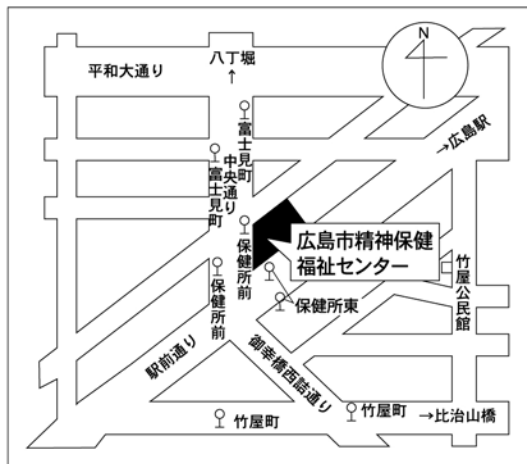 N
八丁堀
↑
平和大通り
→広島駅
富士見町
中央通り
富士見町
保健所前
広島市精神保健
福祉センター
保健所前
保健所東
竹屋公民館
駅前通り
御幸橋西詰通り
竹屋町
竹屋町
→比治山橋